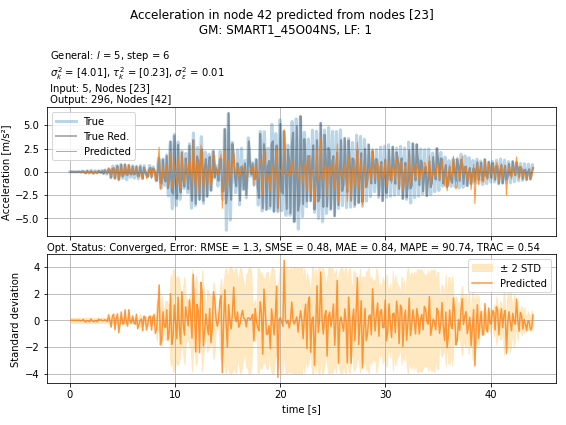 Acceleration in node 42 predicted from nodes [23]
GM: SMART1_45O04NS, LF: 1
General: l = 5, step = 6
σ²ₖ = [4.01], τ²ₖ = [0.23], σ²ε = 0.01
Input: 5, Nodes [23]
Output: 296, Nodes [42]
True
True Red.
Predicted
Acceleration [m/s²]
5.0
2.5
0.0
−2.5
−5.0
Opt. Status: Converged, Error: RMSE = 1.3, SMSE = 0.48, MAE = 0.84, MAPE = 90.74, TRAC = 0.54
± 2 STD
Predicted
Standard deviation
4
2
0
−2
−4
0 10 20 30 40
time [s]